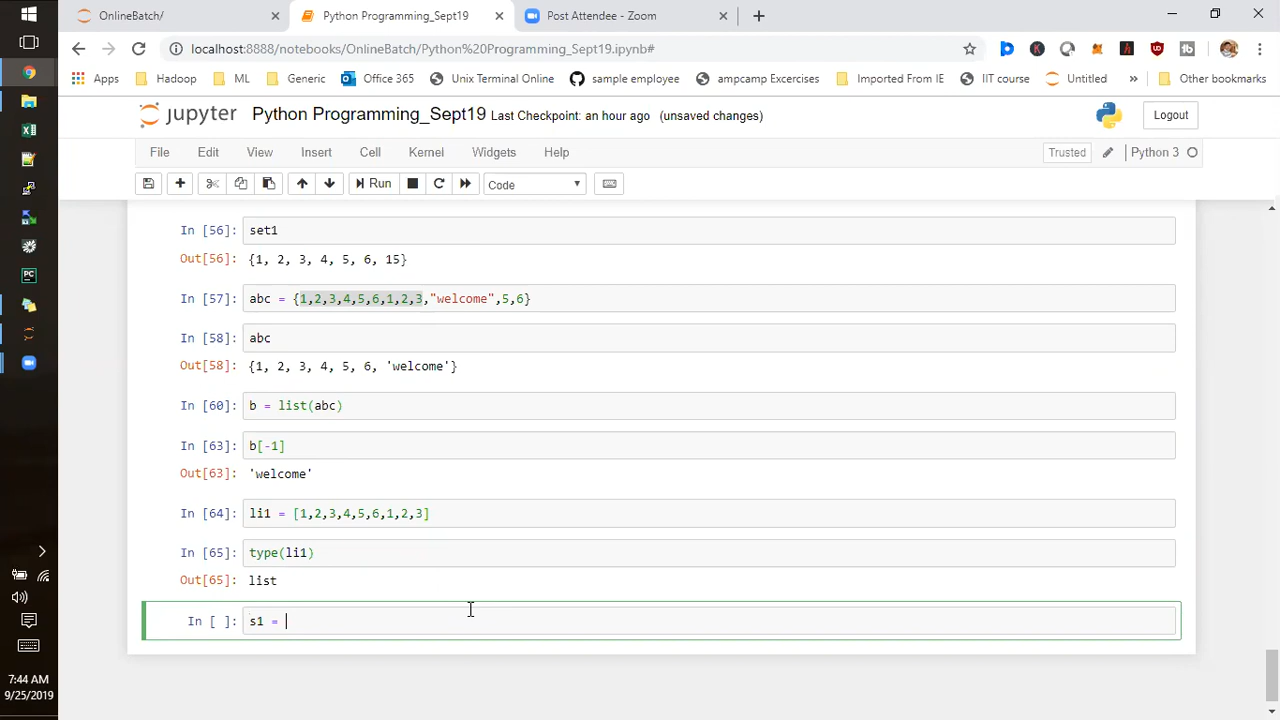 OnlineBatch/
Python Programming_Sept19
Post Attendee - Zoom
localhost:8888/notebooks/OnlineBatch/Python%20Programming_Sept19.ipynb#
Apps
Hadoop
ML
Generic
Office 365
Unix Terminal Online
sample employee
ampcamp Excercises
Imported From IE
IIT course
Untitled
»
Other bookmarks
jupyter
Python Programming_Sept19 Last Checkpoint: an hour ago (unsaved changes)
Logout
File
Edit
View
Insert
Cell
Kernel
Widgets
Help
Trusted
Python 3
Run
Code
In [56]: set1
Out[56]: {1, 2, 3, 4, 5, 6, 15}
In [57]: abc = {1,2,3,4,5,6,1,2,3,"welcome",5,6}
In [58]: abc
Out[58]: {1, 2, 3, 4, 5, 6, 'welcome'}
In [60]: b = list(abc)
In [63]: b[-1]
Out[63]: 'welcome'
In [64]: li1 = [1,2,3,4,5,6,1,2,3]
In [65]: type(li1)
Out[65]: list
In [ ]: s1 =
7:44 AM
9/25/2019